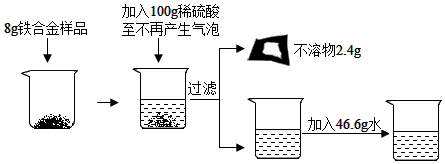 8g铁合金样品
加入100g稀硫酸
至不再产生气泡
过滤
不溶物2.4g
加入46.6g水